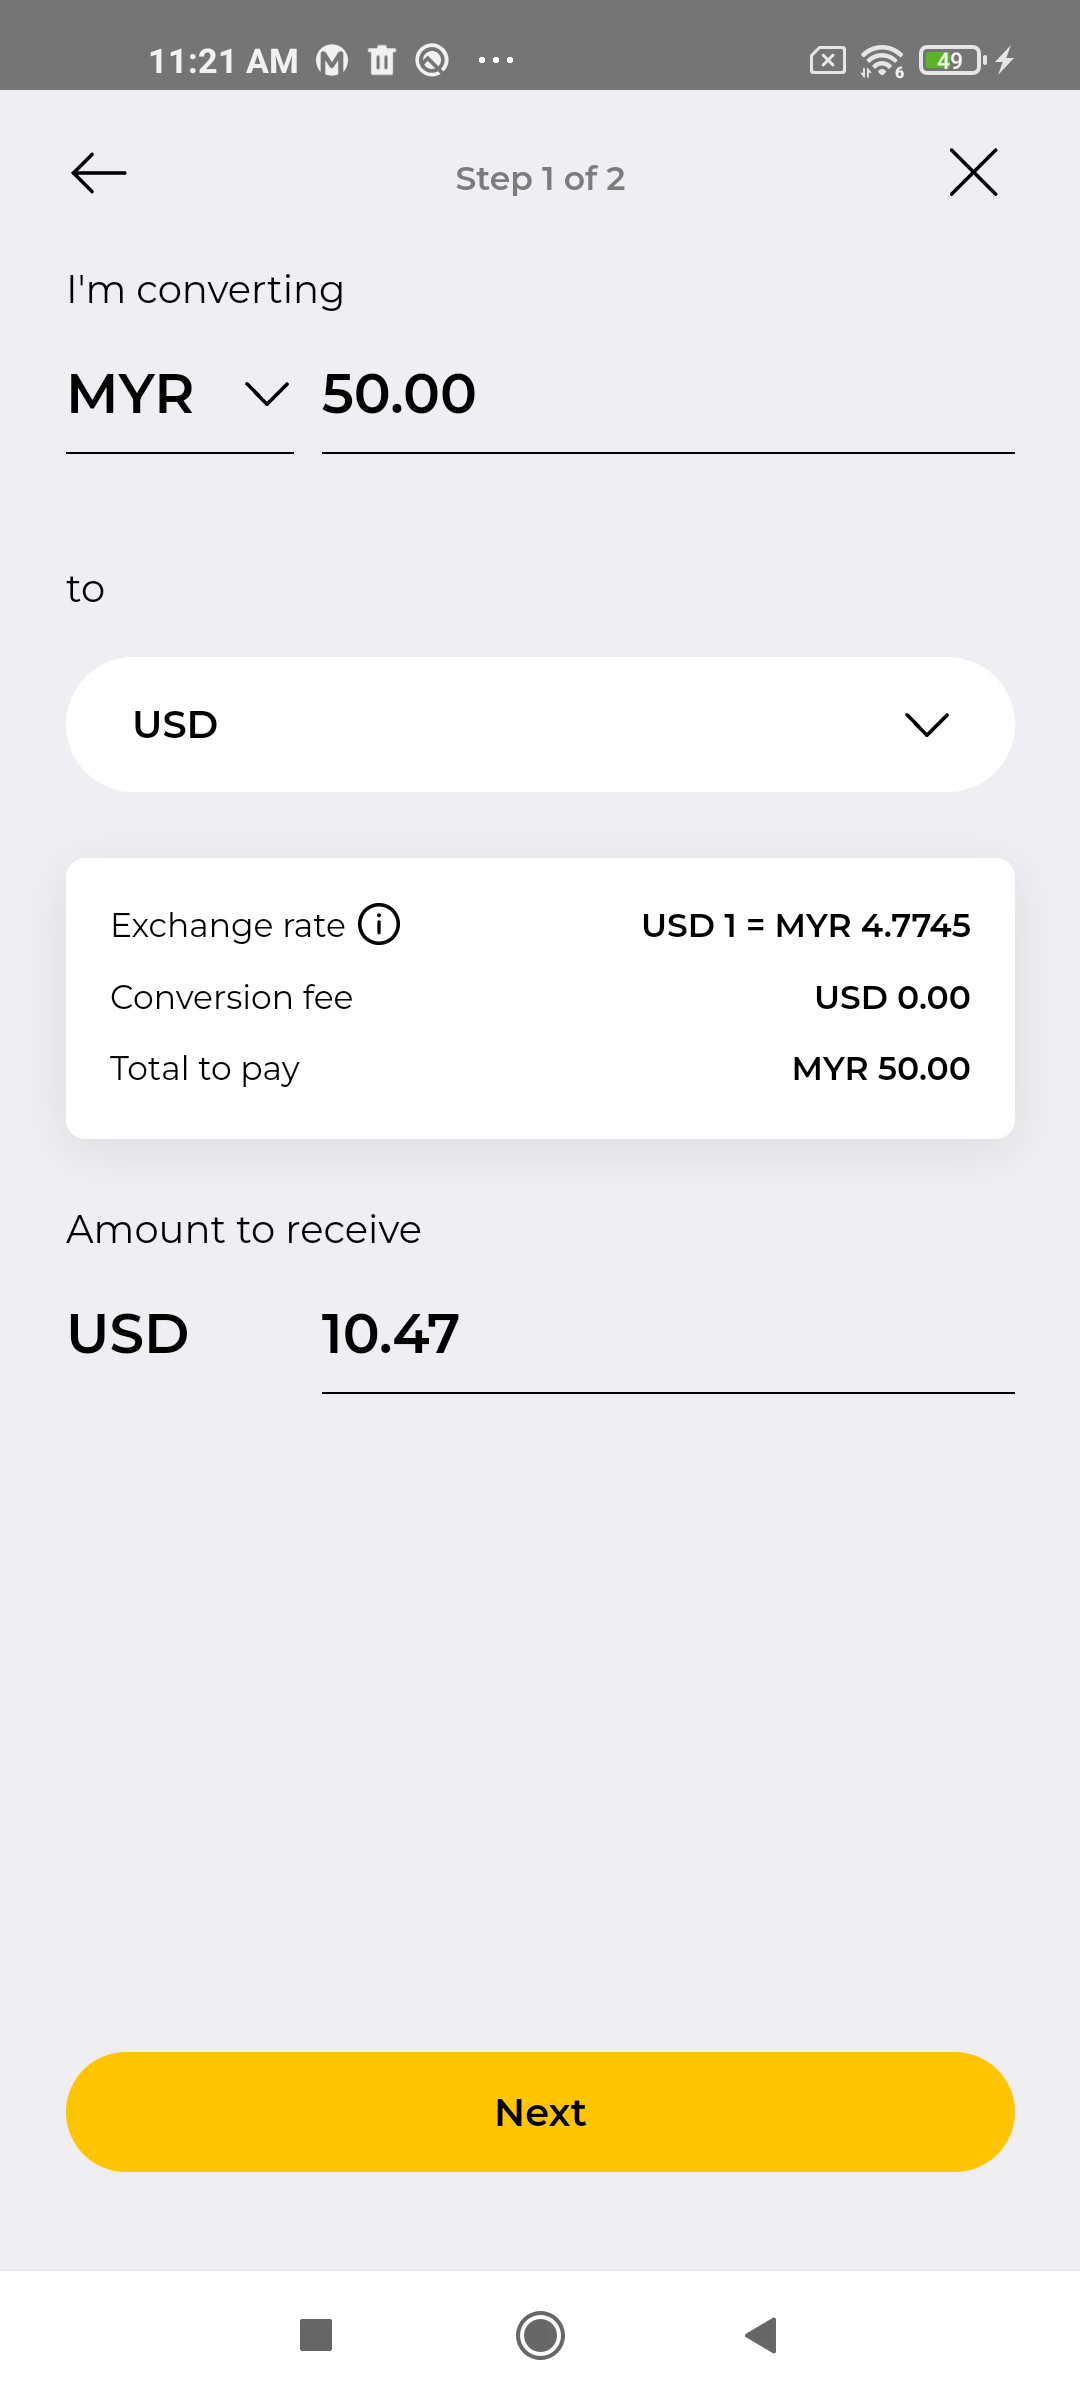 11:21 AM 6 49
Step 1 of 2
I'm converting
MYR 50.00
to
USD
Exchange rate USD 1 = MYR 4.7745
Conversion fee USD 0.00
Total to pay MYR 50.00
Amount to receive
USD 10.47
Next